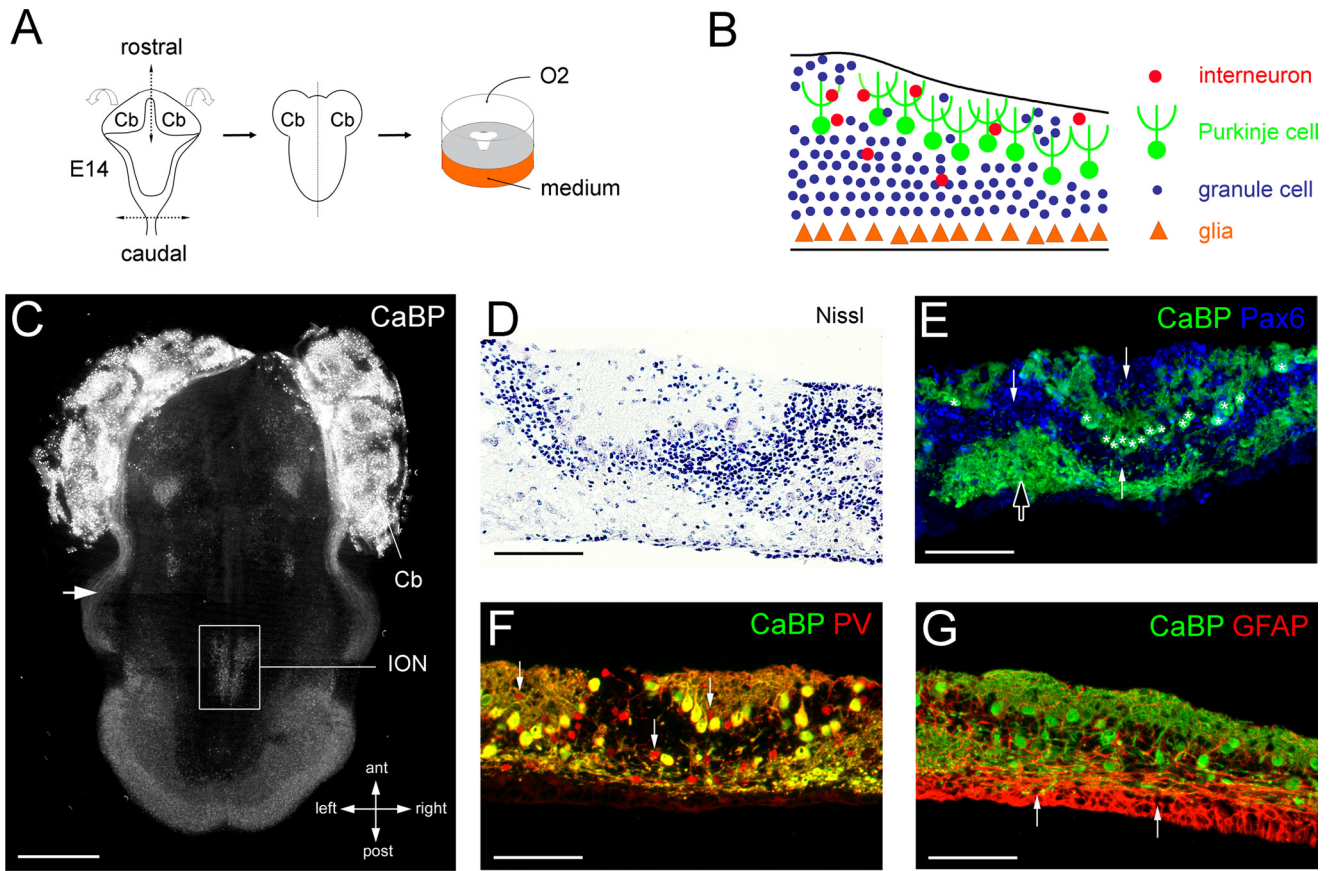 A
rostral
Cb Cb
E14
caudal
Cb Cb
O2
medium
B
interneuron
Purkinje cell
granule cell
glia
C
CaBP
Cb
ION
ant
left right
post
D
Nissl
E
CaBP Pax6
* * * * * * * * * * * * *
F
CaBP PV
G
CaBP GFAP